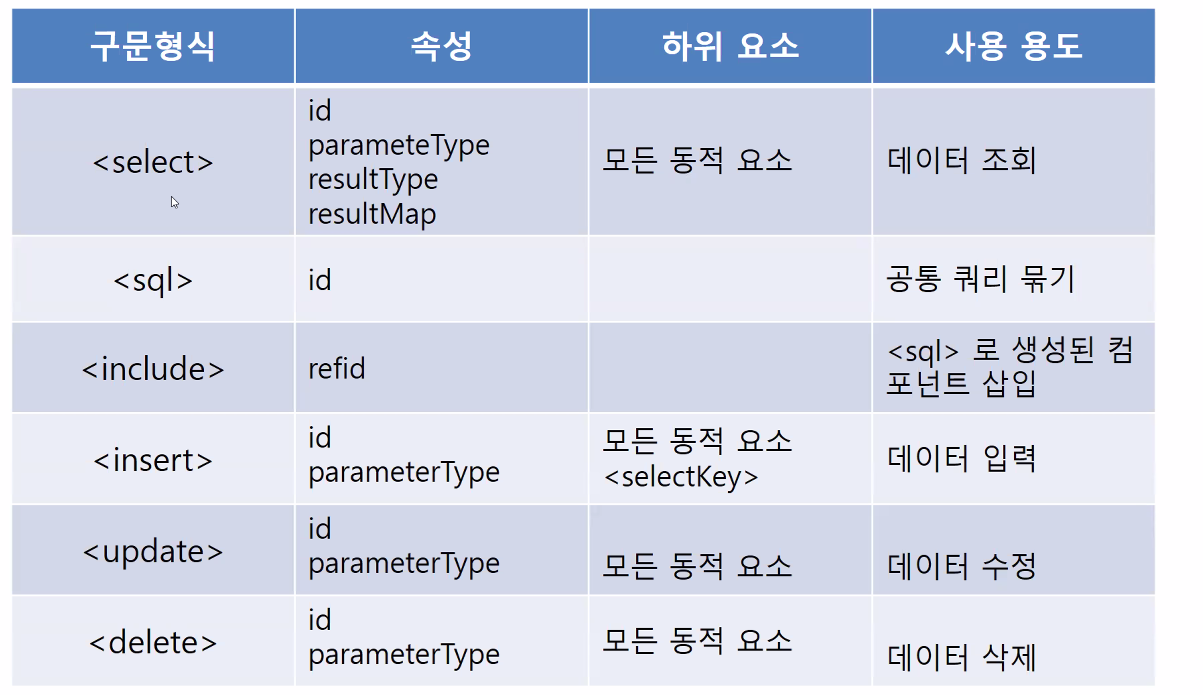 구문형식
속성
하위 요소
사용 용도
<select>
id
parameteType
resultType
resultMap
모든 동적 요소
데이터 조회
<sql>
id
공통 쿼리 묶기
<include>
refid
<sql> 로 생성된 컴
포넌트 삽입
<insert>
id
parameterType
모든 동적 요소
<selectKey>
데이터 입력
<update>
id
parameterType
모든 동적 요소
데이터 수정
<delete>
id
parameterType
모든 동적 요소
데이터 삭제